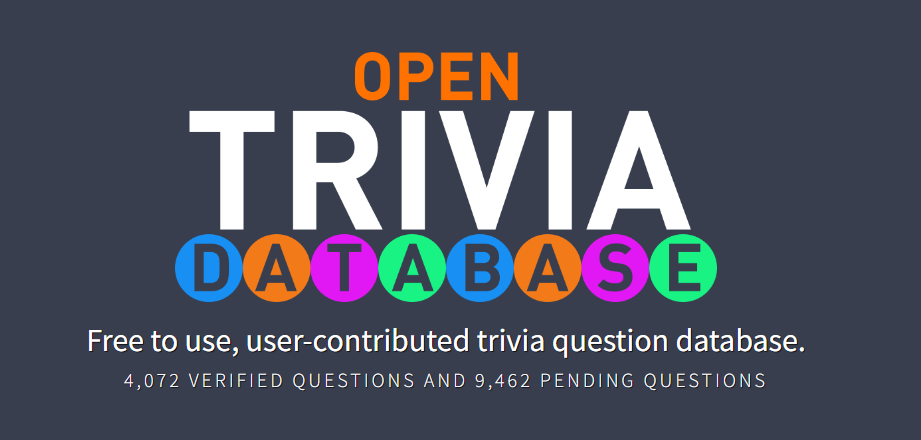 OPEN
TRIVIA
DATABASE
Free to use, user-contributed trivia question database.
4,072 VERIFIED QUESTIONS AND 9,462 PENDING QUESTIONS